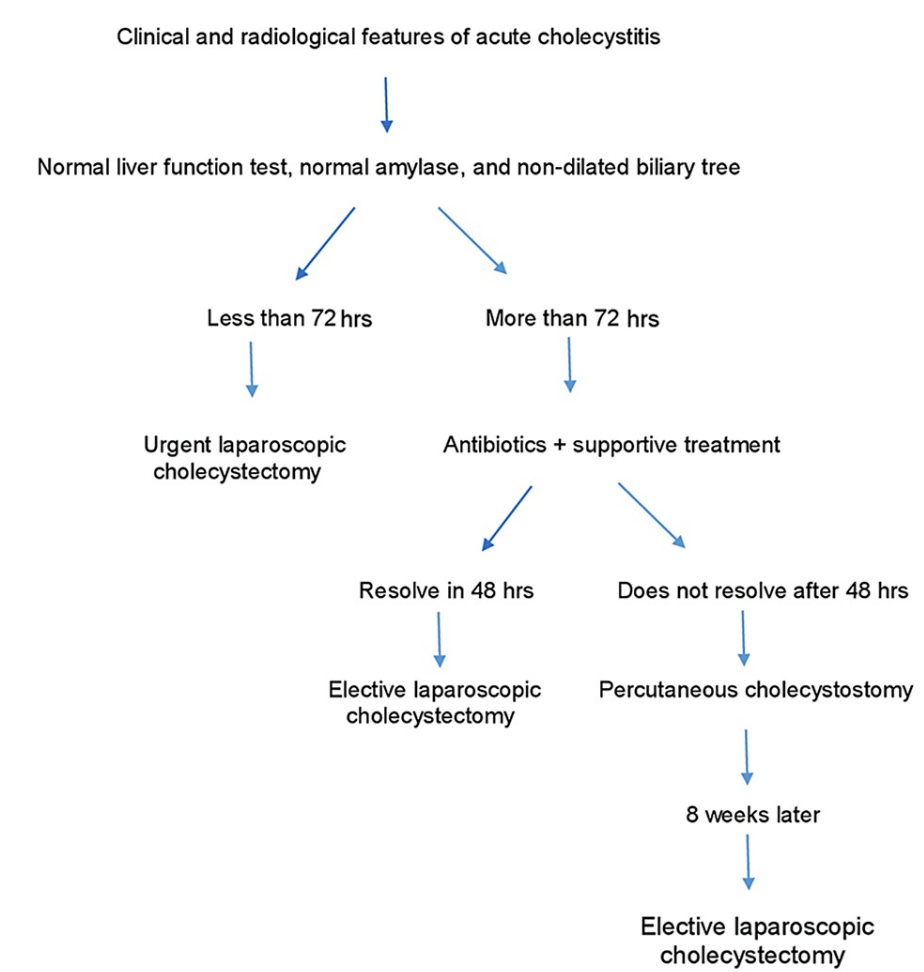 Clinical and radiological features of acute cholecystitis
Normal liver function test, normal amylase, and non-dilated biliary tree
Less than 72 hrs
More than 72 hrs
Urgent laparoscopic
cholecystectomy
Antibiotics + supportive treatment
Resolve in 48 hrs
Does not resolve after 48 hrs
Elective laparoscopic
cholecystectomy
Percutaneous cholecystostomy
8 weeks later
Elective laparoscopic
cholecystectomy